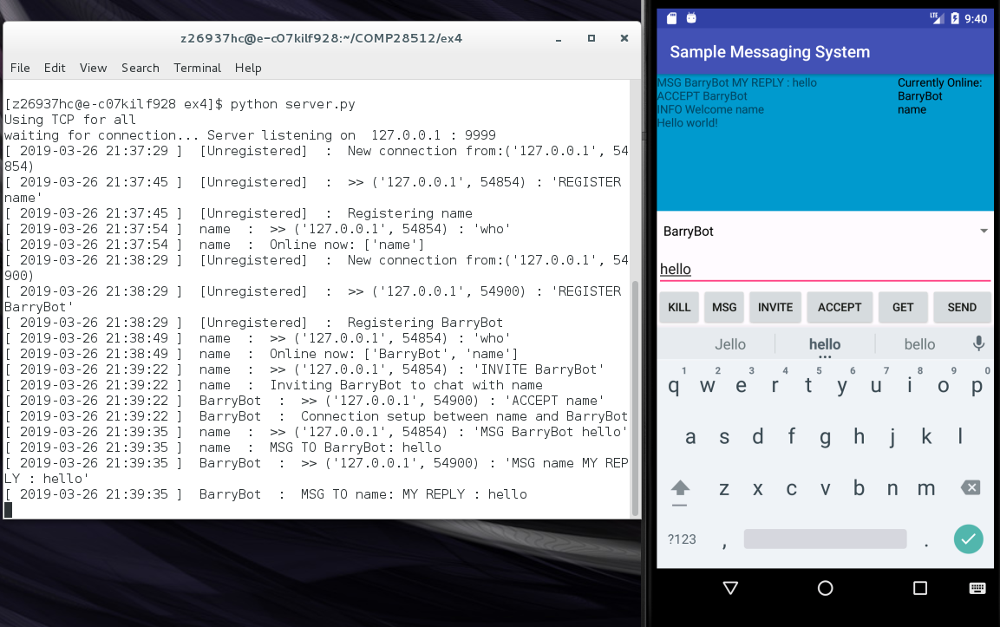 z26937hc@e-c07kilf928:~/COMP28512/ex4
File Edit View Search Terminal Help
[z26937hc@e-c07kilf928 ex4]$ python server.py
Using TCP for all
waiting for connection... Server listening on  127.0.0.1 : 9999
[ 2019-03-26 21:37:29 ]  [Unregistered]  :  New connection from:('127.0.0.1', 54
854)
[ 2019-03-26 21:37:45 ]  [Unregistered]  :  >> ('127.0.0.1', 54854) : 'REGISTER
name'
[ 2019-03-26 21:37:45 ]  [Unregistered]  :  Registering name
[ 2019-03-26 21:37:54 ]  name  :  >> ('127.0.0.1', 54854) : 'who'
[ 2019-03-26 21:37:54 ]  name  :  Online now: ['name']
[ 2019-03-26 21:38:29 ]  [Unregistered]  :  New connection from:('127.0.0.1', 54
900)
[ 2019-03-26 21:38:29 ]  [Unregistered]  :  >> ('127.0.0.1', 54900) : 'REGISTER
BarryBot'
[ 2019-03-26 21:38:29 ]  [Unregistered]  :  Registering BarryBot
[ 2019-03-26 21:38:49 ]  name  :  >> ('127.0.0.1', 54854) : 'who'
[ 2019-03-26 21:38:49 ]  name  :  Online now: ['BarryBot', 'name']
[ 2019-03-26 21:39:22 ]  name  :  >> ('127.0.0.1', 54854) : 'INVITE BarryBot'
[ 2019-03-26 21:39:22 ]  name  :  Inviting BarryBot to chat with name
[ 2019-03-26 21:39:22 ]  BarryBot  :  >> ('127.0.0.1', 54900) : 'ACCEPT name'
[ 2019-03-26 21:39:22 ]  BarryBot  :  Connection setup between name and BarryBot
[ 2019-03-26 21:39:35 ]  name  :  >> ('127.0.0.1', 54854) : 'MSG BarryBot hello'
[ 2019-03-26 21:39:35 ]  name  :  MSG TO BarryBot: hello
[ 2019-03-26 21:39:35 ]  BarryBot  :  >> ('127.0.0.1', 54900) : 'MSG name MY REP
LY : hello'
[ 2019-03-26 21:39:35 ]  BarryBot  :  MSG TO name: MY REPLY : hello
LTE 9:40
Sample Messaging System
MSG BarryBot MY REPLY : hello
ACCEPT BarryBot
INFO Welcome name
Hello world!
Currently Online:
BarryBot
name
BarryBot
hello
KILL MSG INVITE ACCEPT GET SEND
Jello hello bello
1 2 3 4 5 6 7 8 9 0
q w e r t y u i o p
a s d f g h j k l
z x c v b n m
?123 , .